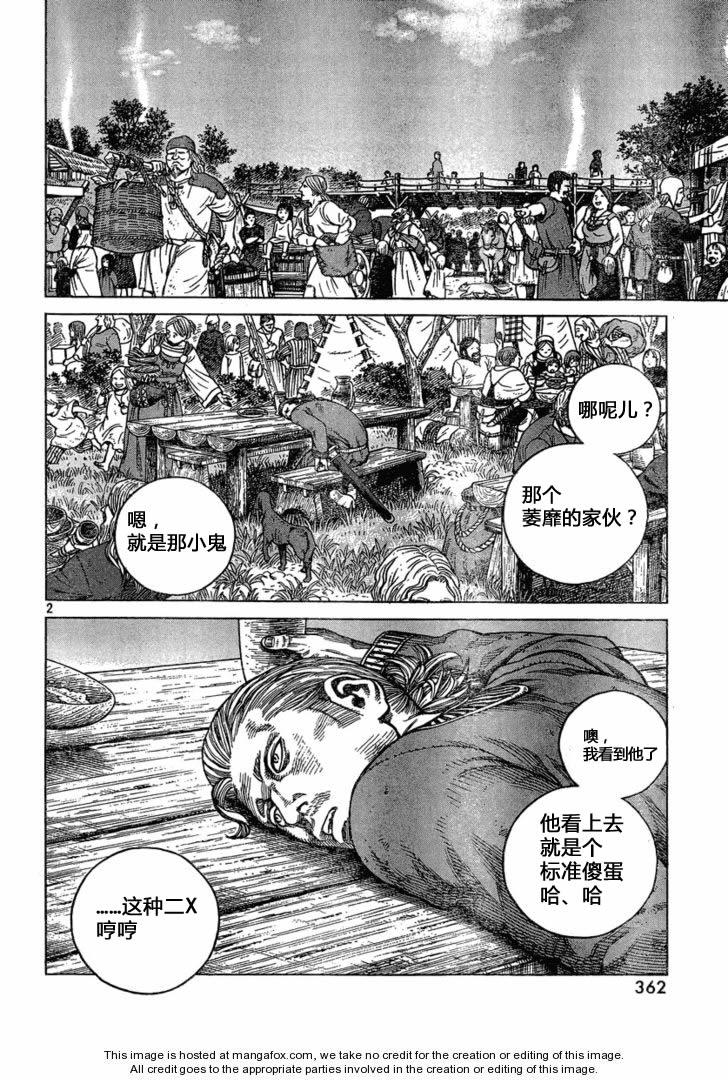 哪呢儿？
那个
萎靡的家伙？
嗯，
就是那小鬼
2
噢，
我看到他了
他看上去
就是个
标准傻蛋
哈、哈
……这种二X
哼哼
362
This image is hosted at mangafox.com, we take no credit for the creation or editing of this image.
All credit goes to the appropriate parties involved in the creation or editing of this image.